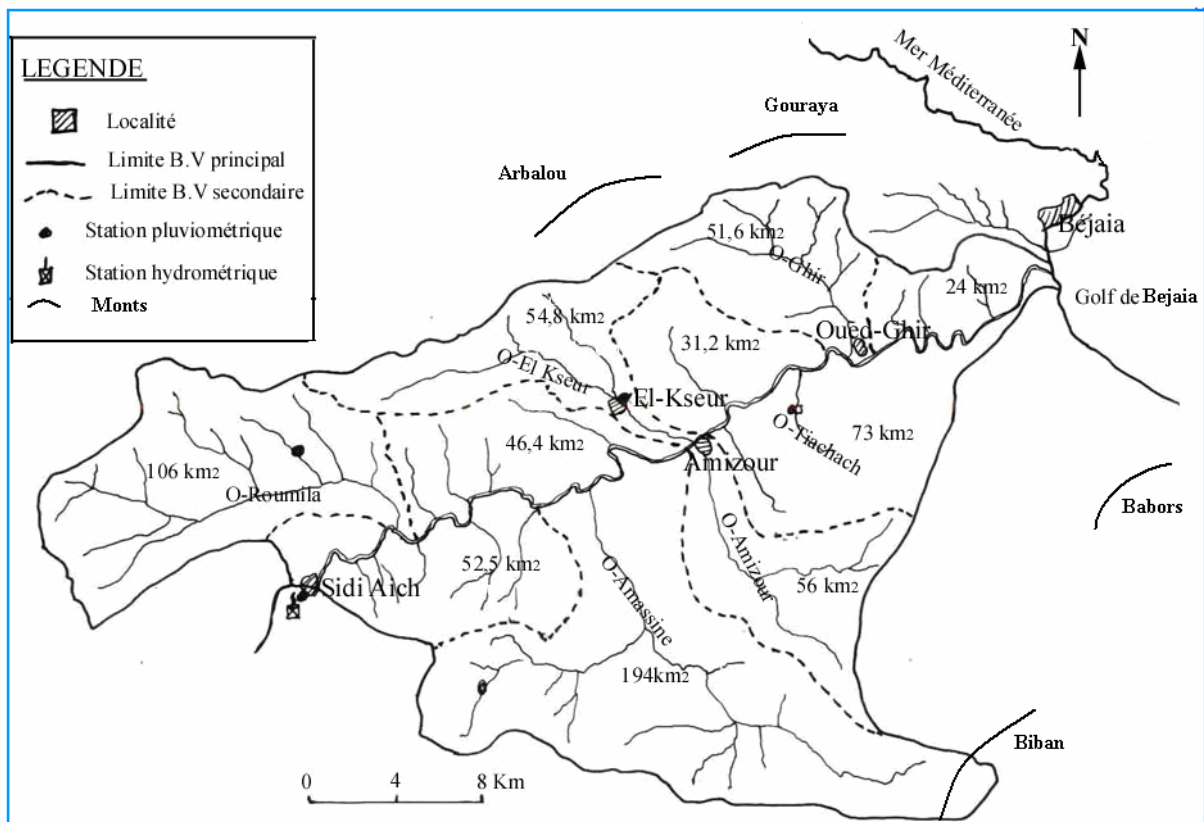 LEGENDE
Localité
Limite B.V principal
Limite B.V secondaire
Station pluviométrique
Station hydrométrique
Monts
N
Mer Méditerranée
Gouraya
Arbalou
Béjaia
51,6 km2
O-Ghir
24 km2
Golf de Bejaia
54,8 km2
Oued-Ghir
31,2 km2
O-El Kseur
El-Kseur
O-Tiachach
73 km2
46,4 km2
Amizour
106 km2
O-Roumila
Babors
52,5 km2
O-Amizour
56 km2
Sidi Aich
O-Amassine
194km2
Biban
0 4 8 Km